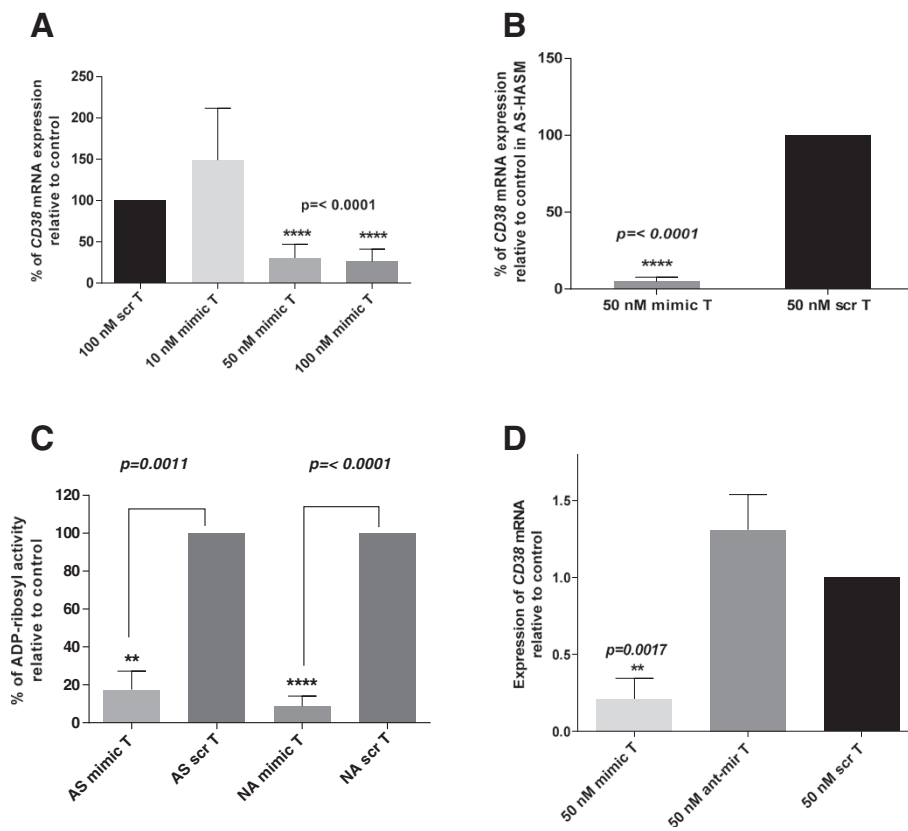 A
% of CD38 mRNA expression
relative to control
250
200
150
100
50
0
p=< 0.0001
****
****
100 nM scr T
10 nM mimic T
50 nM mimic T
100 nM mimic T
B
% of CD38 mRNA expression
relative to control in AS-HASM
150
100
50
0
p=< 0.0001
****
50 nM mimic T
50 nM scr T
C
p=0.0011
p=< 0.0001
% of ADP-ribosyl activity
relative to control
120
100
80
60
40
20
0
**
****
AS mimic T
AS scr T
NA mimic T
NA scr T
D
Expression of CD38 mRNA
relative to control
1.5
1.0
0.5
0.0
p=0.0017
**
50 nM mimic T
50 nM ant-mir T
50 nM scr T